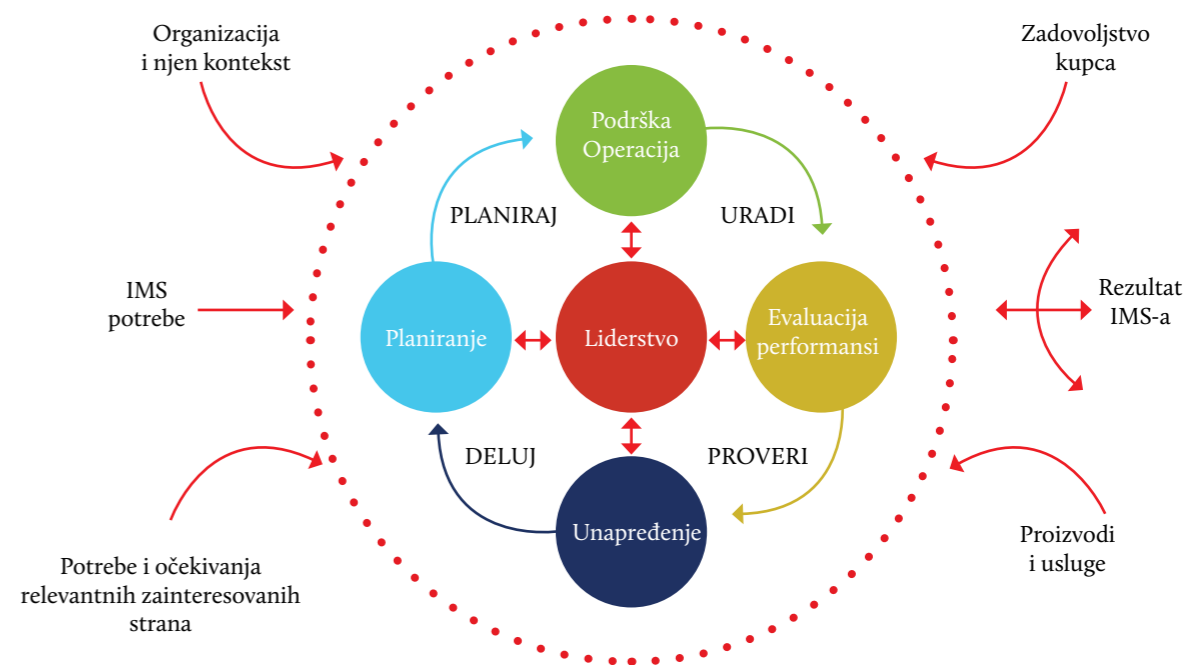 Organizacija
i njen kontekst
Zadovoljstvo
kupca
Podrška
Operacija
PLANIRAJ
URADI
IMS
potrebe
Planiranje
Liderstvo
Evaluacija
performansi
Rezultat
IMS-a
DELUJ
PROVERI
Unapređenje
Potrebe i očekivanja
relevantnih zainteresovanih
strana
Proizvodi
i usluge